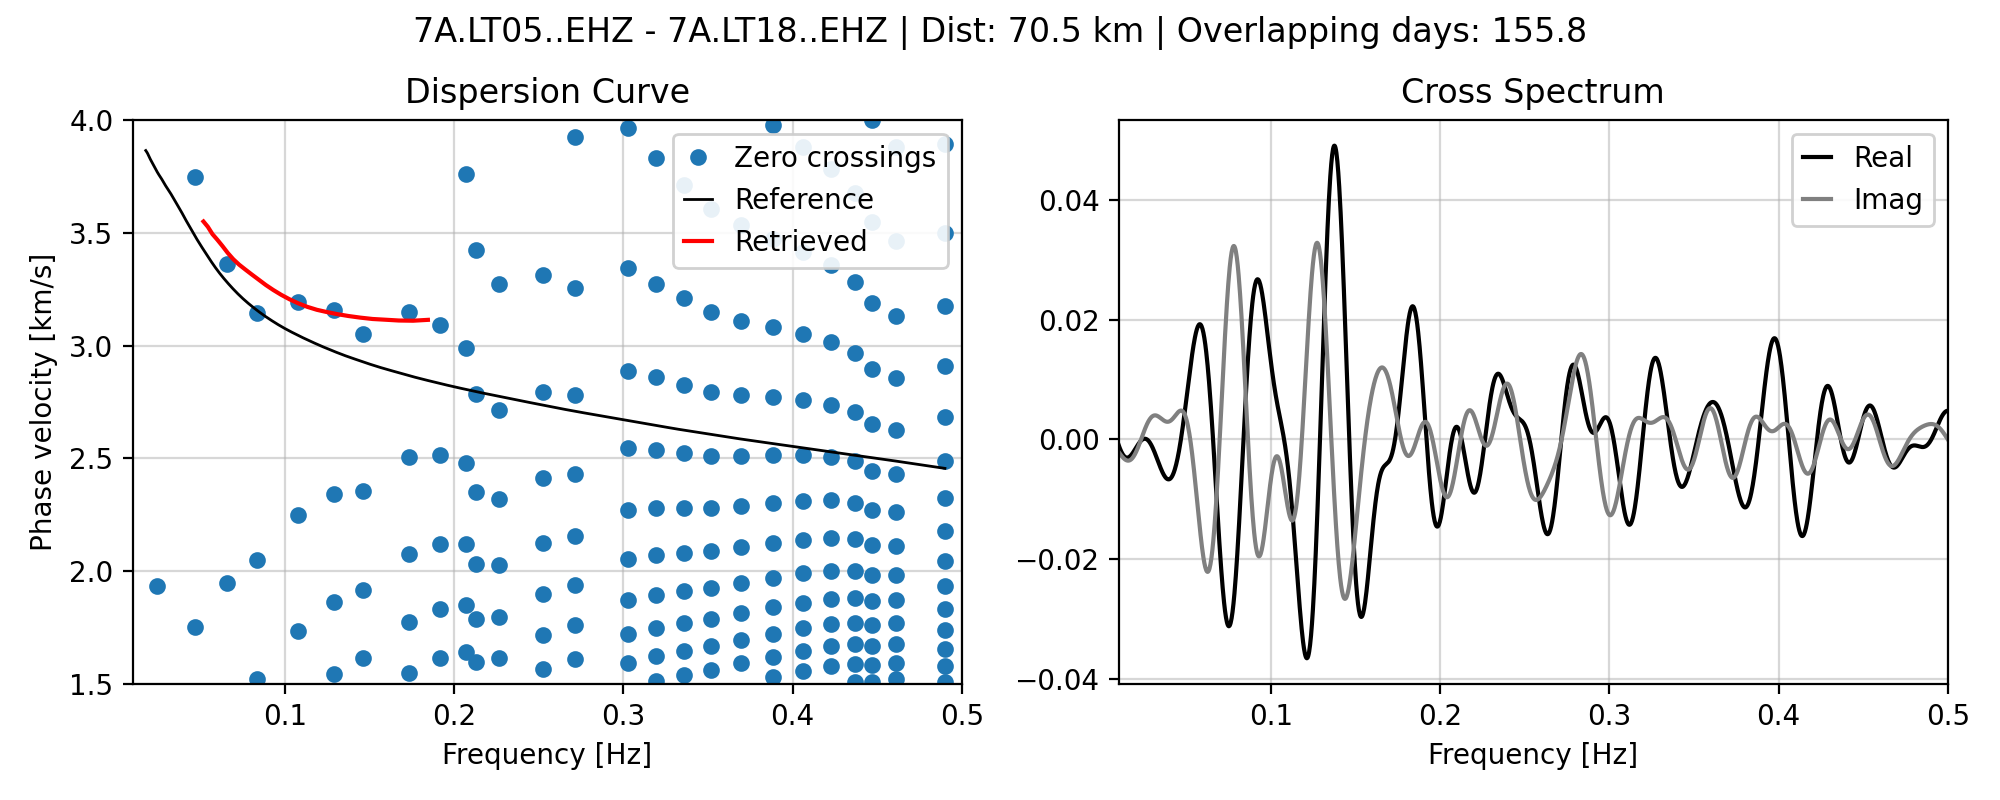 7A.LT05..EHZ - 7A.LT18..EHZ | Dist: 70.5 km | Overlapping days: 155.8
Dispersion Curve
4.0
3.5
3.0
2.5
2.0
1.5
Phase velocity [km/s]
0.1
0.2
0.3
0.4
0.5
Frequency [Hz]
Zero crossings
Reference
Retrieved
Cross Spectrum
0.04
0.02
0.00
−0.02
−0.04
0.1
0.2
0.3
0.4
0.5
Frequency [Hz]
Real
Imag